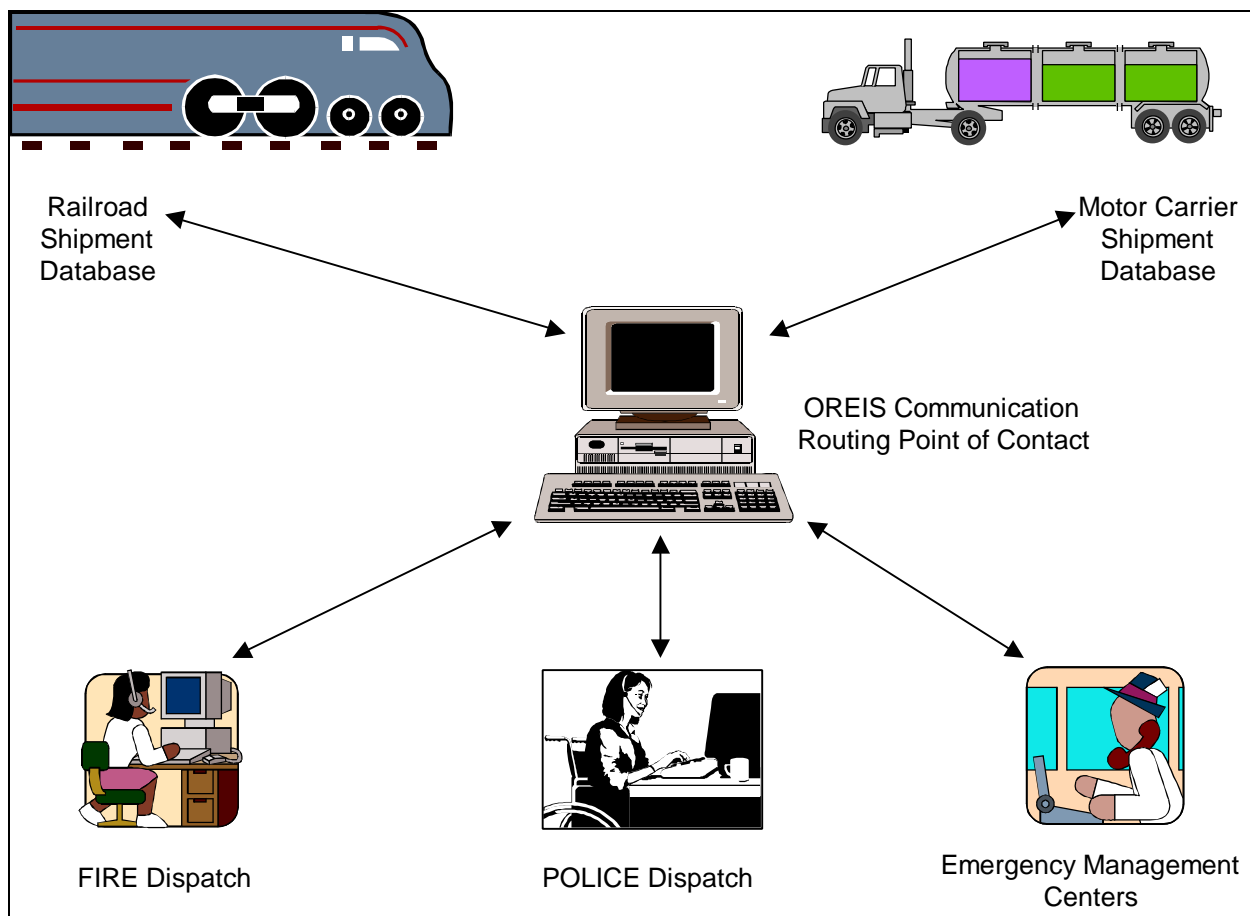 Railroad
Shipment
Database
Motor Carrier
Shipment
Database
OREIS Communication
Routing Point of Contact
FIRE Dispatch
POLICE Dispatch
Emergency Management
Centers